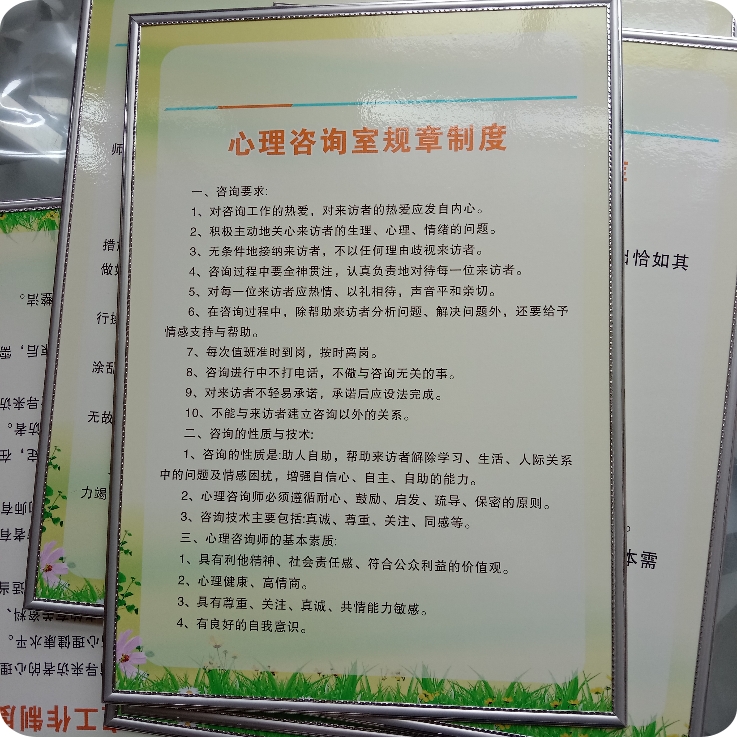 心理咨询室规章制度
一、咨询要求:
1、对咨询工作的热爱，对来访者的热爱应发自内心。
2、积极主动地关心来访者的生理、心理、情绪的问题。
3、无条件地接纳来访者，不以任何理由歧视来访者。
4、咨询过程中要全神贯注，认真负责地对待每一位来访者。
5、对每一位来访者应热情、以礼相待，声音平和亲切。
6、在咨询过程中，除帮助来访者分析问题、解决问题外，还要给予
情感支持与帮助。
7、每次值班准时到岗，按时离岗。
8、咨询进行中不打电话，不做与咨询无关的事。
9、对来访者不轻易承诺，承诺后应设法完成。
10、不能与来访者建立咨询以外的关系。
二、咨询的性质与技术:
1、咨询的性质是:助人自助，帮助来访者解除学习、生活、人际关系
中的问题及情感困扰，增强自信心、自主、自助的能力。
2、心理咨询师必须遵循耐心、鼓励、启发、疏导、保密的原则。
3、咨询技术主要包括:真诚、尊重、关注、同感等。
三、心理咨询师的基本素质:
1、具有利他精神、社会责任感、符合公众利益的价值观。
2、心理健康、高情商。
3、具有尊重、关注、真诚、共情能力敏感。
4、有良好的自我意识。
师
措
做
行
涂
无故
力竭
恰如其
本需
工作制度
导来访者的心理
心理健康水平。